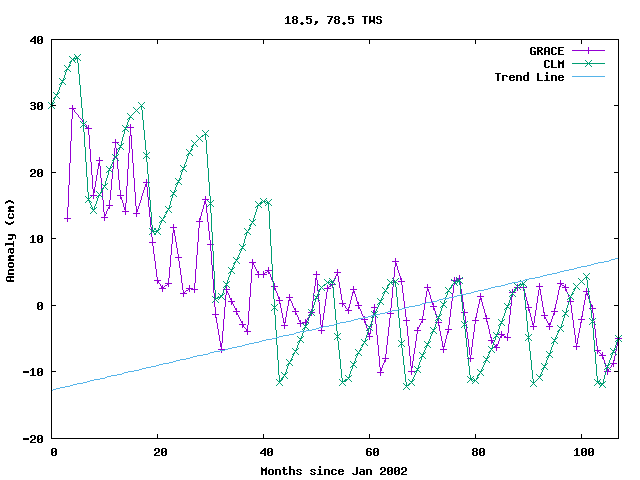 18.5, 78.5 TWS
GRACE
CLM
Trend Line
Anomaly (cm)
40
30
20
10
0
-10
-20
0 20 40 60 80 100
Months since Jan 2002